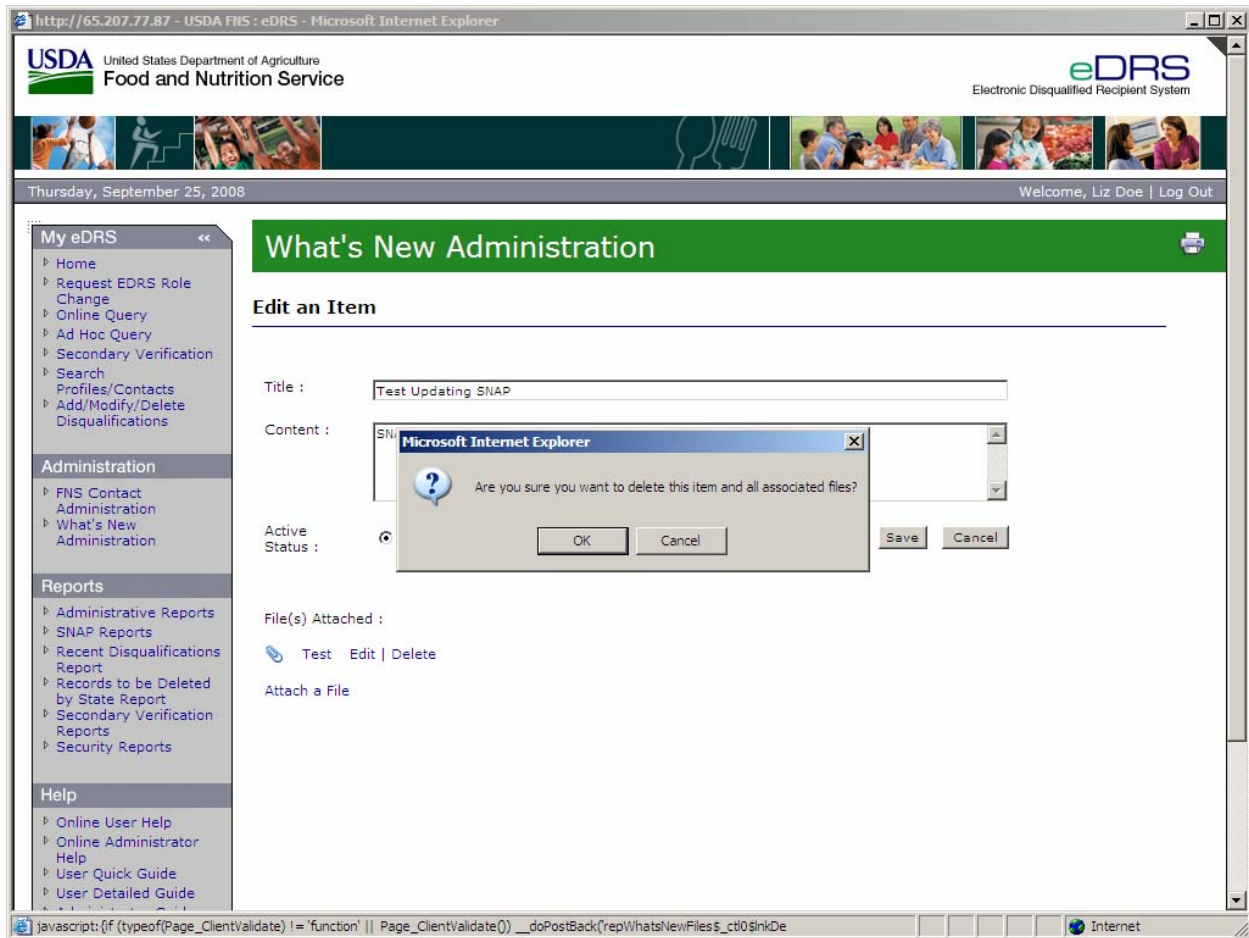 http://65.207.77.87 - USDA FNS : eDRS - Microsoft Internet Explorer
USDA
United States Department of Agriculture
Food and Nutrition Service
eDRS
Electronic Disqualified Recipient System
Thursday, September 25, 2008
Welcome, Liz Doe | Log Out
My eDRS <<
Home
Request EDRS Role
Change
Online Query
Ad Hoc Query
Secondary Verification
Search
Profiles/Contacts
Add/Modify/Delete
Disqualifications
Administration
FNS Contact
Administration
What's New
Administration
Reports
Administrative Reports
SNAP Reports
Recent Disqualifications
Report
Records to be Deleted
by State Report
Secondary Verification
Reports
Security Reports
Help
Online User Help
Online Administrator
Help
User Quick Guide
User Detailed Guide
What's New Administration
Edit an Item
Title :
Test Updating SNAP
Content :
Microsoft Internet Explorer
Are you sure you want to delete this item and all associated files?
OK
Cancel
Active
Status :
Save
Cancel
File(s) Attached :
Test Edit | Delete
Attach a File
javascript:{if (typeof(Page_ClientValidate) != 'function' || Page_ClientValidate()) __doPostBack('repWhatsNewFiles$_ctl0$lnkDe
Internet